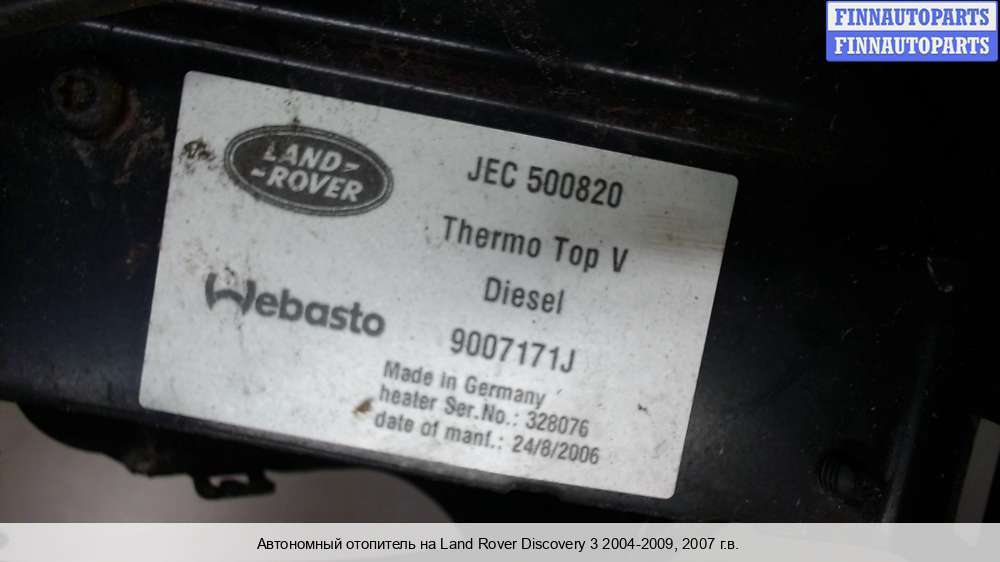 FINNAUTOPARTS
FINNAUTOPARTS
LAND-
-ROVER
JEC 500820
Thermo Top V
Diesel
Webasto
9007171J
Made in Germany
heater Ser.No.: 328076
date of manf.: 24/8/2006
Автономный отопитель на Land Rover Discovery 3 2004-2009, 2007 г.в.